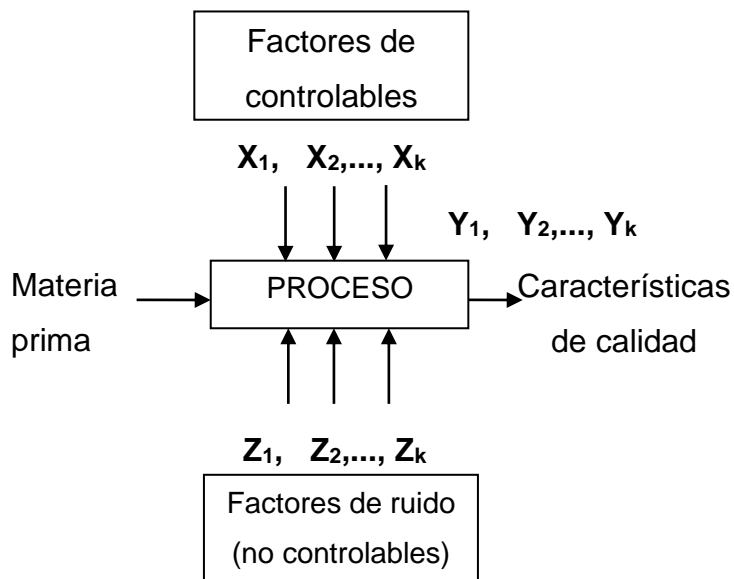 Factores de
controlables
X₁, X₂,..., Xₖ
Y₁, Y₂,..., Yₖ
Materia
prima
PROCESO
Características
de calidad
Z₁, Z₂,..., Zₖ
Factores de ruido
(no controlables)